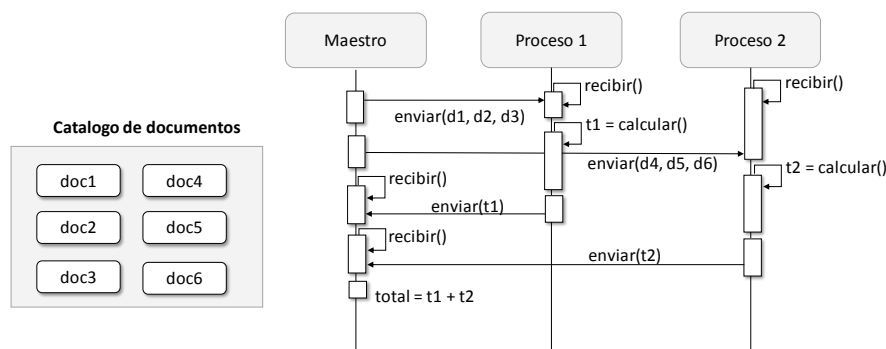 Maestro
Proceso 1
Proceso 2
recibir()
recibir()
enviar(d1, d2, d3)
Catalogo de documentos
t1 = calcular()
enviar(d4, d5, d6)
doc1
doc4
recibir()
t2 = calcular()
enviar(t1)
doc2
doc5
recibir()
enviar(t2)
doc3
doc6
total = t1 + t2